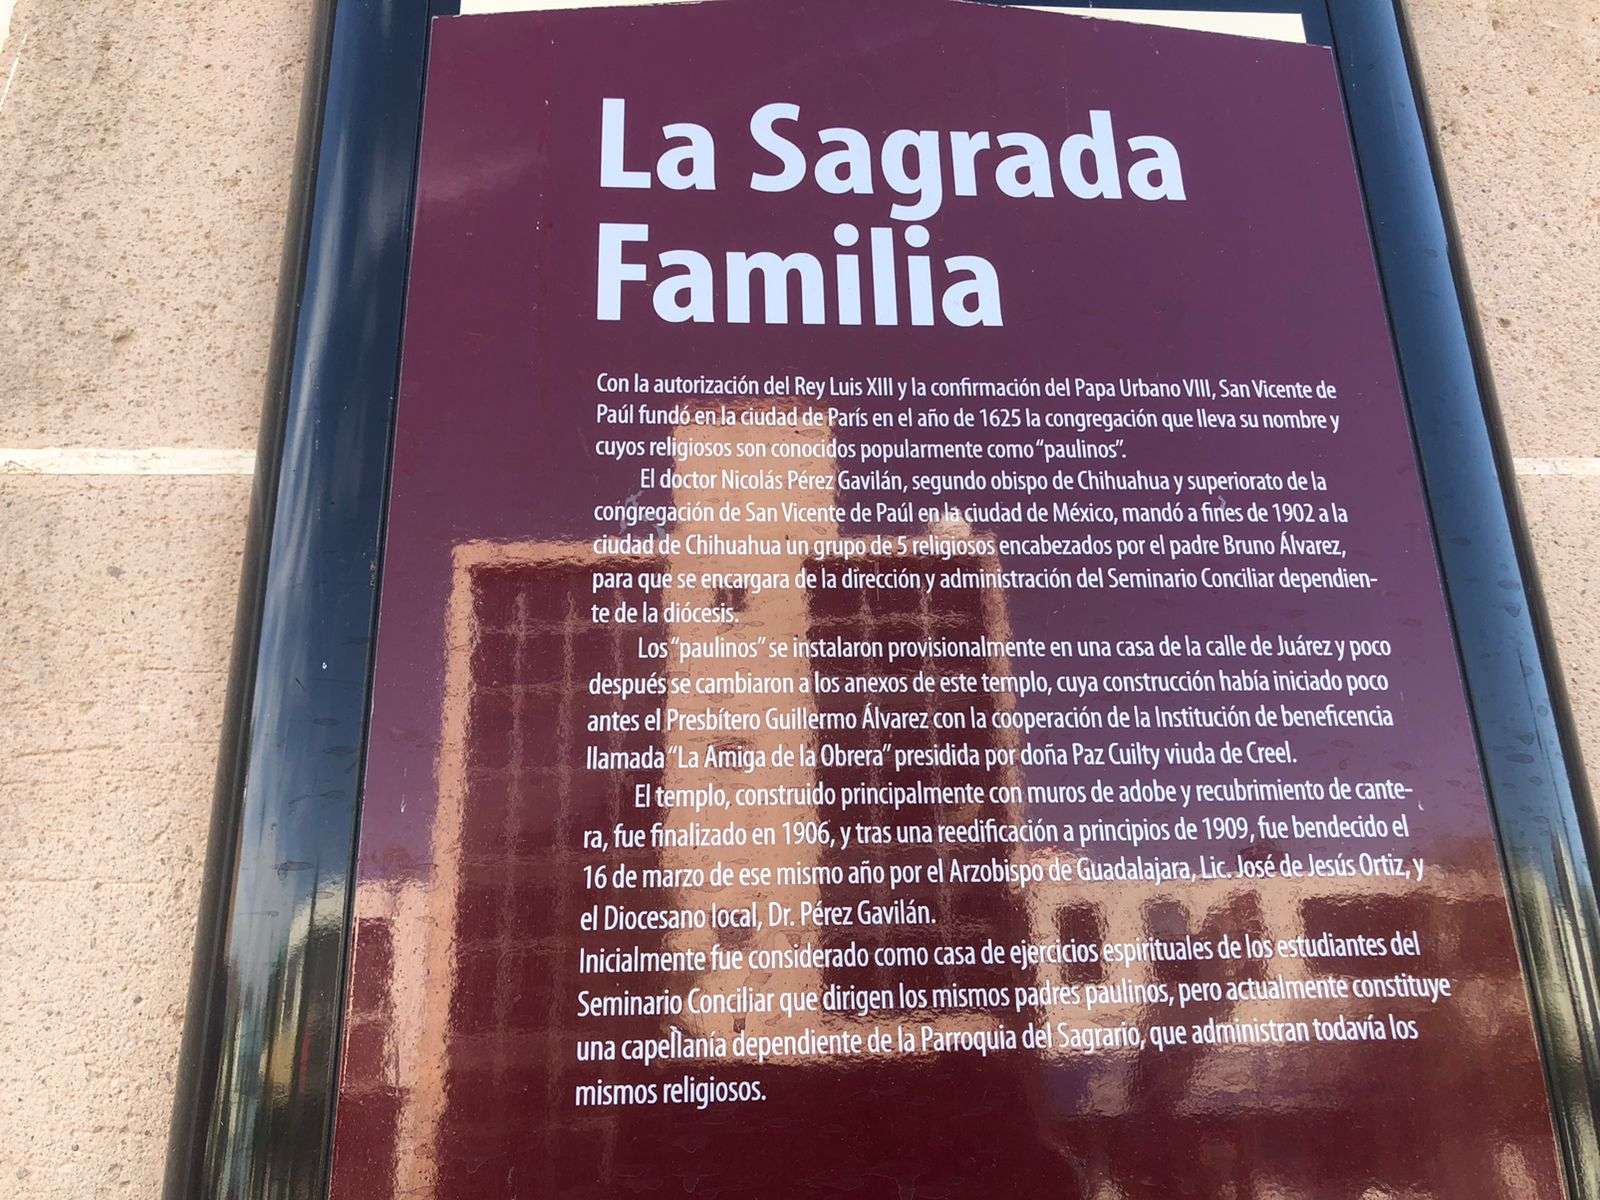 La Sagrada
Familia
Con la autorización del Rey Luis XIII y la confirmación del Papa Urbano VIII, San Vicente de
Paúl fundó en la ciudad de París en el año de 1625 la congregación que lleva su nombre y
cuyos religiosos son conocidos popularmente como “paulinos”.
El doctor Nicolás Pérez Gavilán, segundo obispo de Chihuahua y superiorato de la
congregación de San Vicente de Paúl en la ciudad de México, mandó a fines de 1902 a la
ciudad de Chihuahua un grupo de 5 religiosos encabezados por el padre Bruno Álvarez,
para que se encargara de la dirección y administración del Seminario Conciliar dependien-
te de la diócesis.
Los “paulinos” se instalaron provisionalmente en una casa de la calle de Juárez y poco
después se cambiaron a los anexos de este templo, cuya construcción había iniciado poco
antes el Presbítero Guillermo Álvarez con la cooperación de la Institución de beneficencia
llamada “La Amiga de la Obrera” presidida por doña Paz Cuilty viuda de Creel.
El templo, construido principalmente con muros de adobe y recubrimiento de cante-
ra, fue finalizado en 1906, y tras una reedificación a principios de 1909, fue bendecido el
16 de marzo de ese mismo año por el Arzobispo de Guadalajara, Lic. José de Jesús Ortiz, y
el Diocesano local, Dr. Pérez Gavilán.
Inicialmente fue considerado como casa de ejercicios espirituales de los estudiantes del
Seminario Conciliar que dirigen los mismos padres paulinos, pero actualmente constituye
una capellanía dependiente de la Parroquia del Sagrario, que administran todavía los
mismos religiosos.